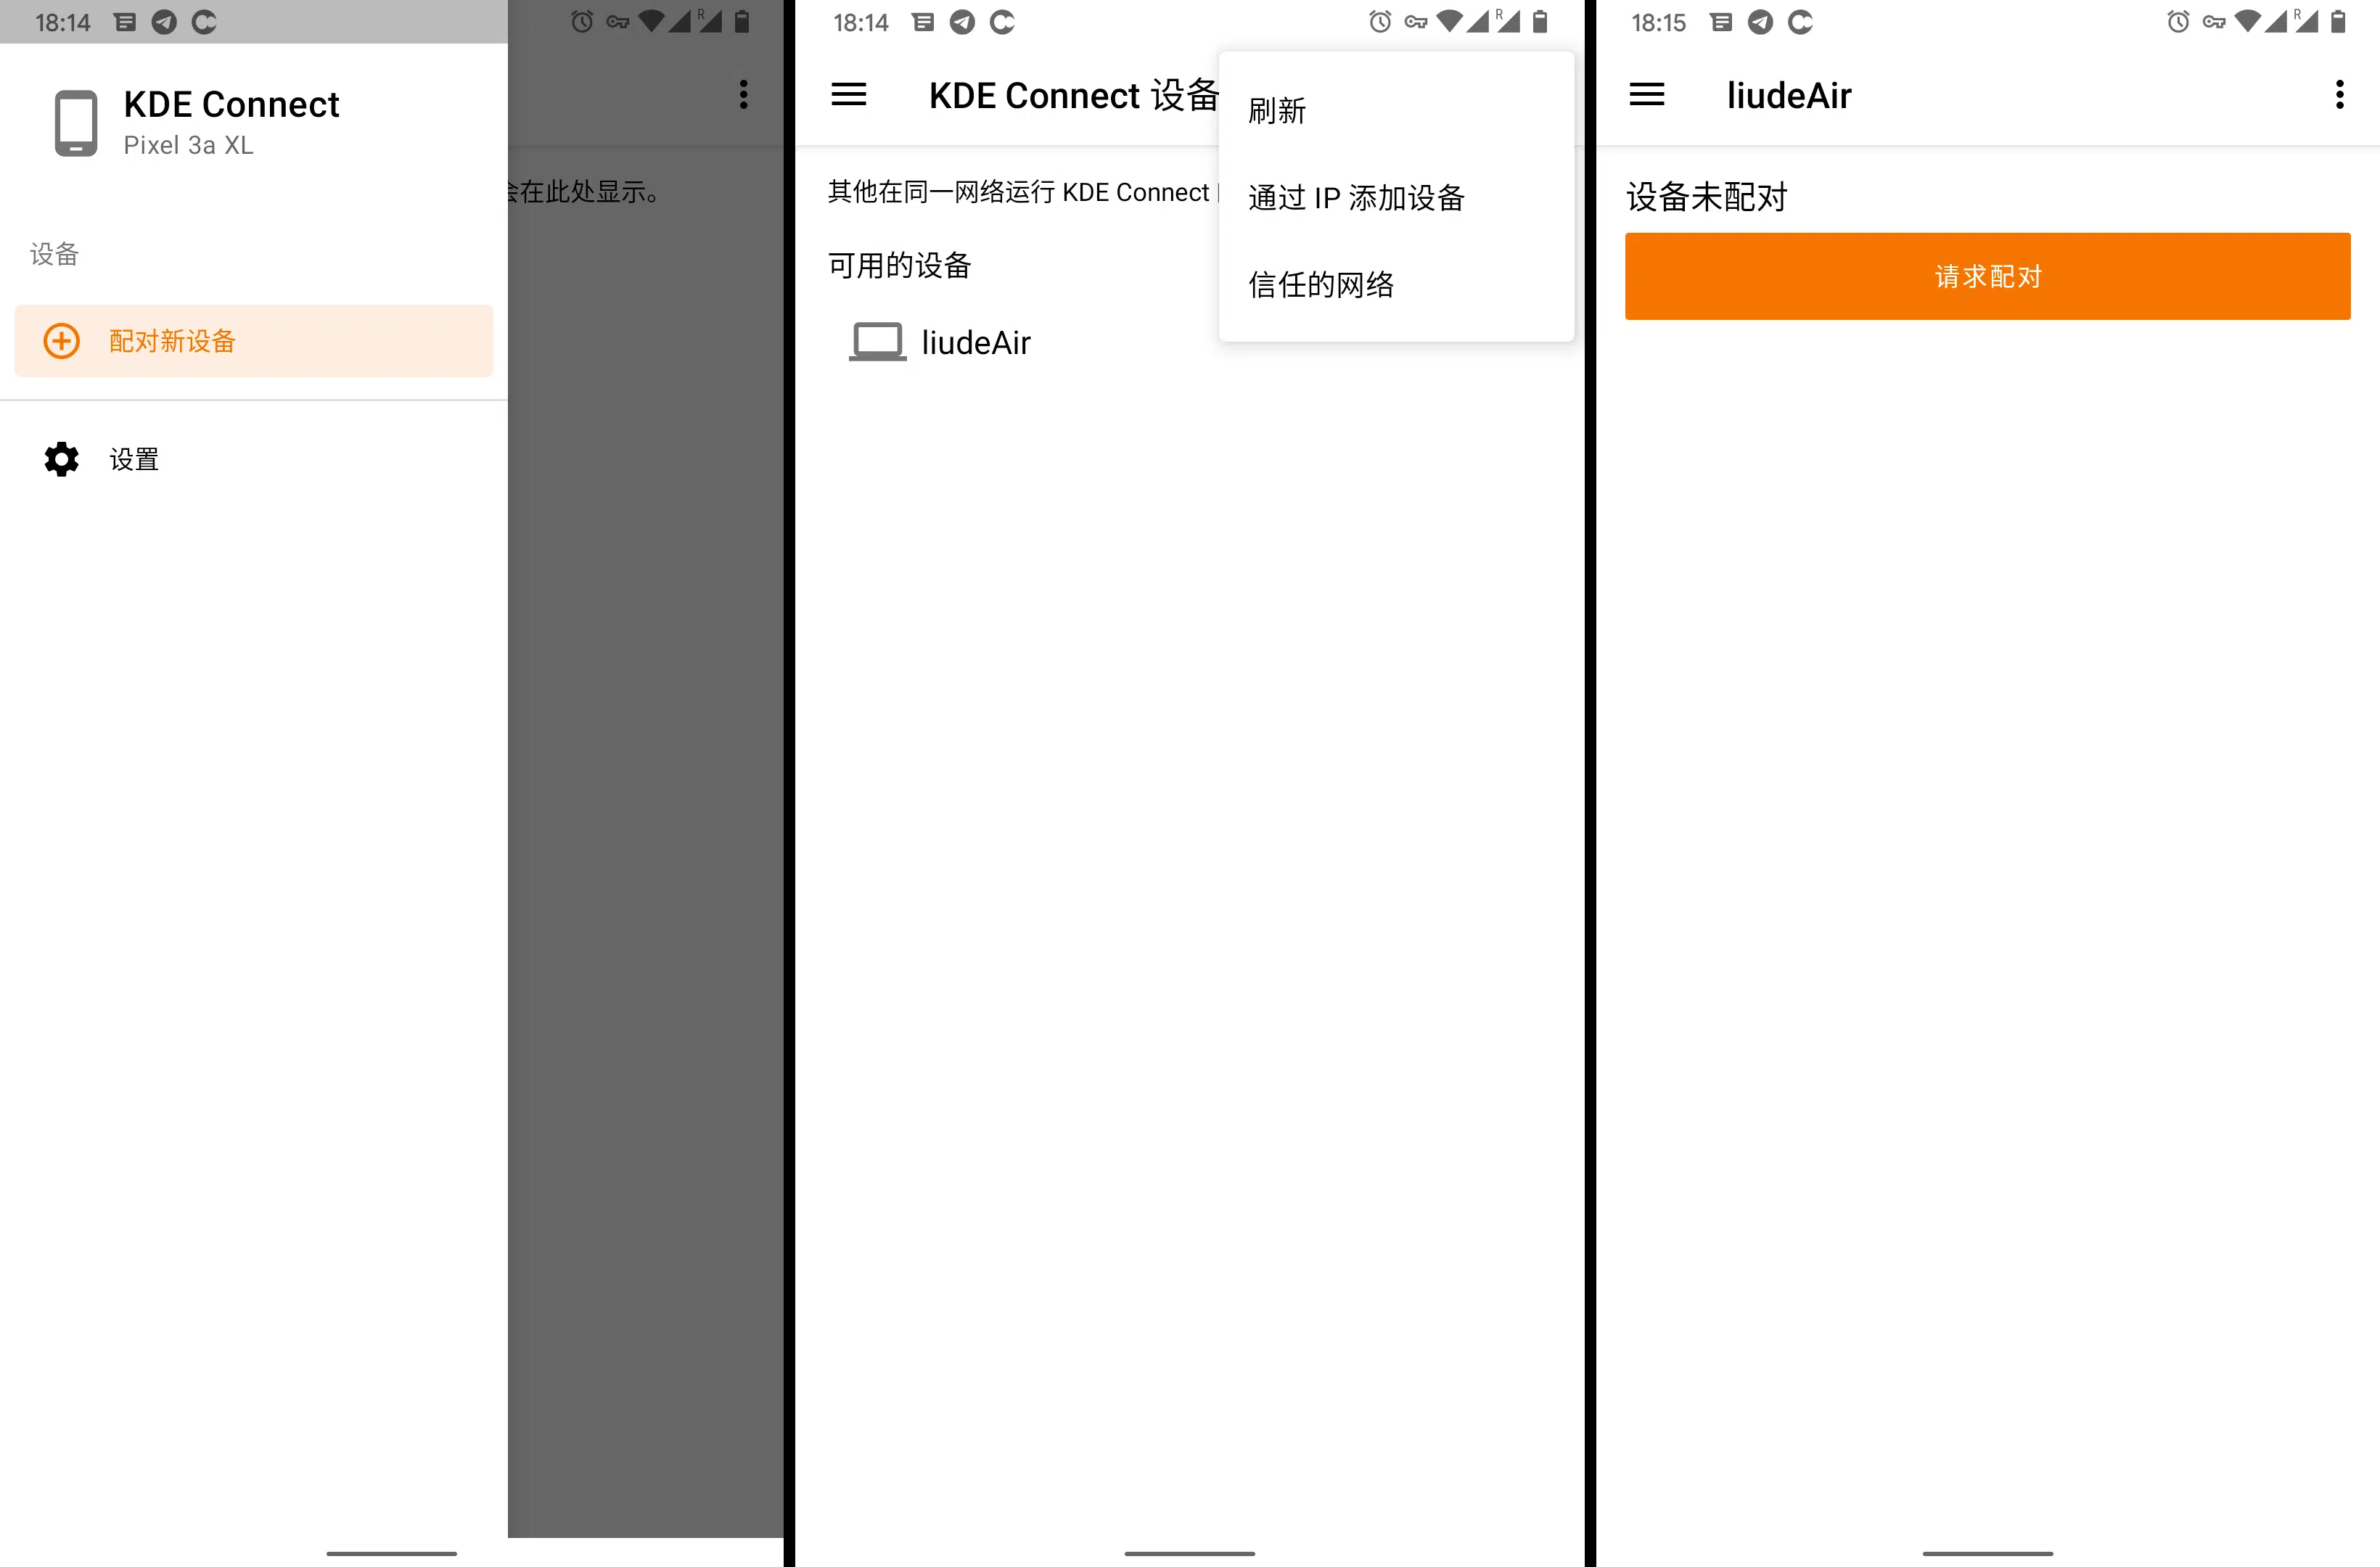 18:14
KDE Connect
Pixel 3a XL
会在此处显示。
设备
配对新设备
设置
18:14
R
KDE Connect 设备
刷新
通过 IP 添加设备
信任的网络
其他在同一网络运行 KDE Connect
可用的设备
liudeAir
18:15
R
liudeAir
设备未配对
请求配对